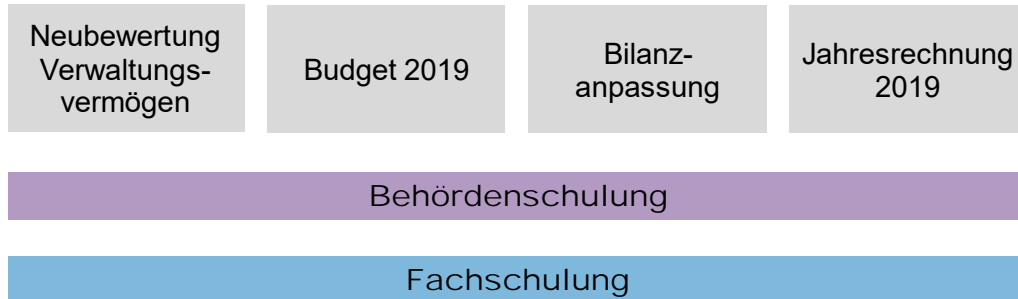 Neubewertung
Verwaltungs-
vermögen
Budget 2019
Bilanz-
anpassung
Jahresrechnung
2019
Behördenschulung
Fachschulung